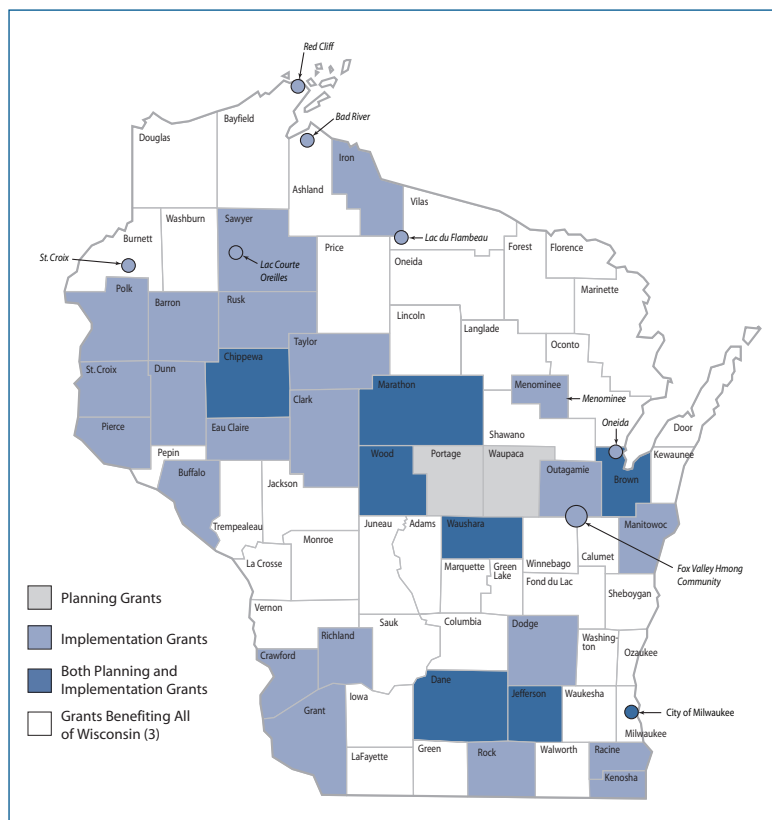 Red Cliff
Bayfield
Douglas
Bad River
Iron
Ashland
Vilas
Sawyer
Washburn
Burnett
Lac du Flambeau
Forest
Florence
Price
St. Croix
Lac Courte
Oreilles
Oneida
Polk
Marinette
Barron
Rusk
Lincoln
Langlade
Taylor
Oconto
Chippewa
St. Croix
Dunn
Marathon
Menominee
Clark
Menominee
Pierce
Eau Claire
Oneida
Door
Shawano
Pepin
Wood
Portage
Waupaca
Kewaunee
Outagamie
Buffalo
Jackson
Brown
Trempealeau
Juneau
Adams
Waushara
Manitowoc
Monroe
La Crosse
Marquette
Green
Lake
Winnebago
Calumet
Fox Valley Hmong
Community
Fond du Lac
Sheboygan
Planning Grants
Vernon
Sauk
Columbia
Dodge
Implementation Grants
Richland
Washing-
ton
Ozaukee
Crawford
Both Planning and
Implementation Grants
Dane
Jefferson
Waukesha
Iowa
Grant
City of Milwaukee
Grants Benefiting All
of Wisconsin (3)
Milwaukee
LaFayette
Green
Rock
Walworth
Racine
Kenosha